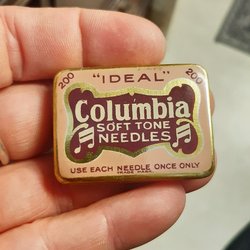 200 "IDEAL" 200
Columbia
SOFT TONE
NEEDLES
USE EACH NEEDLE ONCE ONLY